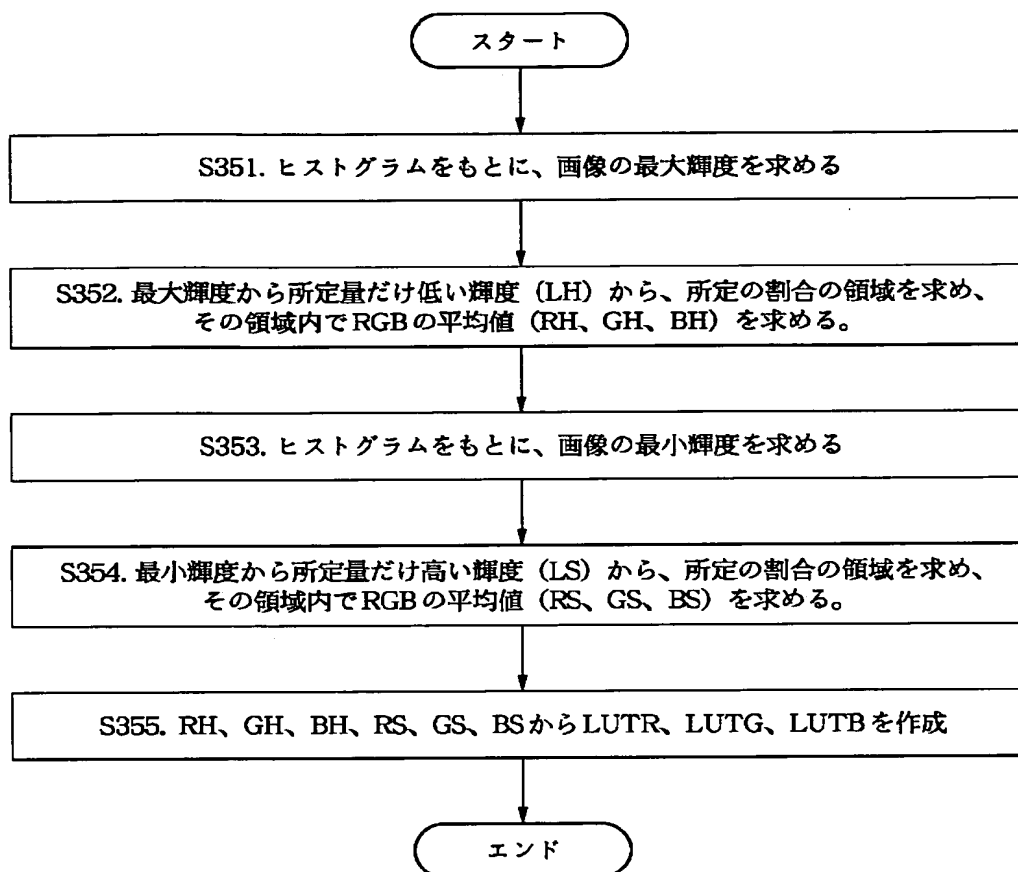 スタート
S351. ヒストグラムをもとに、画像の最大輝度を求める
S352. 最大輝度から所定量だけ低い輝度（LH）から、所定の割合の領域を求め、
その領域内でRGBの平均値（RH、GH、BH）を求める。
S353. ヒストグラムをもとに、画像の最小輝度を求める
S354. 最小輝度から所定量だけ高い輝度（LS）から、所定の割合の領域を求め、
その領域内でRGBの平均値（RS、GS、BS）を求める。
S355. RH、GH、BH、RS、GS、BSからLUTR、LUTG、LUTBを作成
エンド